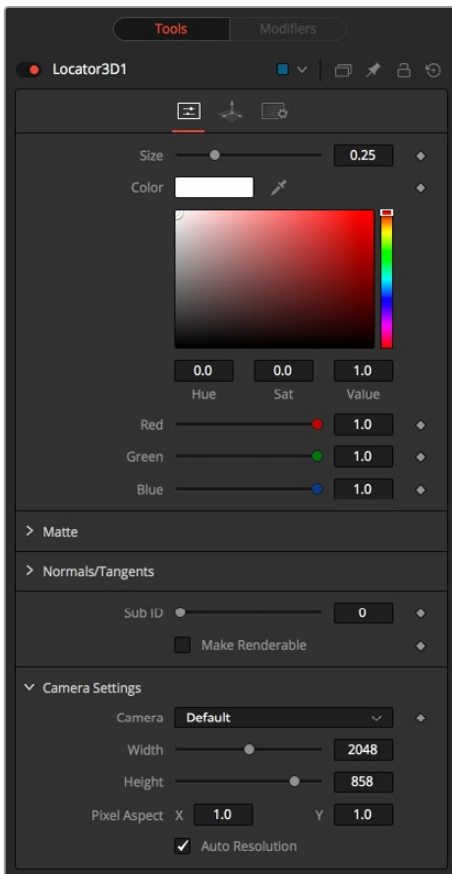 Tools Modifiers
Locator3D1
Size 0.25
Color
0.0 0.0 1.0
Hue Sat Value
Red 1.0
Green 1.0
Blue 1.0
Matte
Normals/Tangents
Sub ID 0
Make Renderable
Camera Settings
Camera Default
Width 2048
Height 858
Pixel Aspect X 1.0 Y 1.0
Auto Resolution